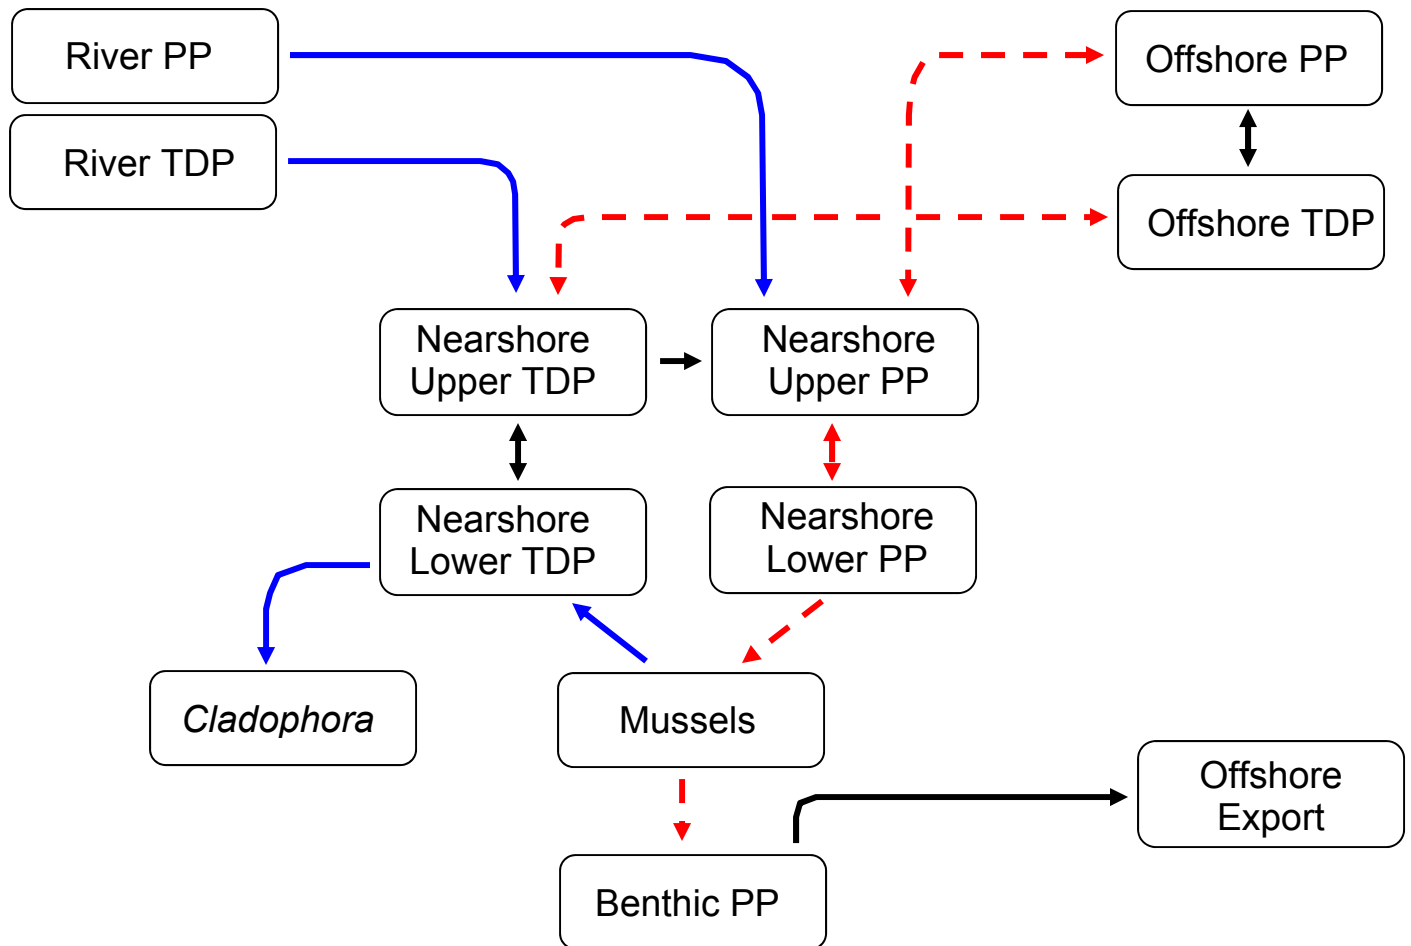 River PP
Offshore PP
River TDP
Offshore TDP
Nearshore
Upper TDP
Nearshore
Upper PP
Nearshore
Lower TDP
Nearshore
Lower PP
Cladophora
Mussels
Offshore
Export
Benthic PP